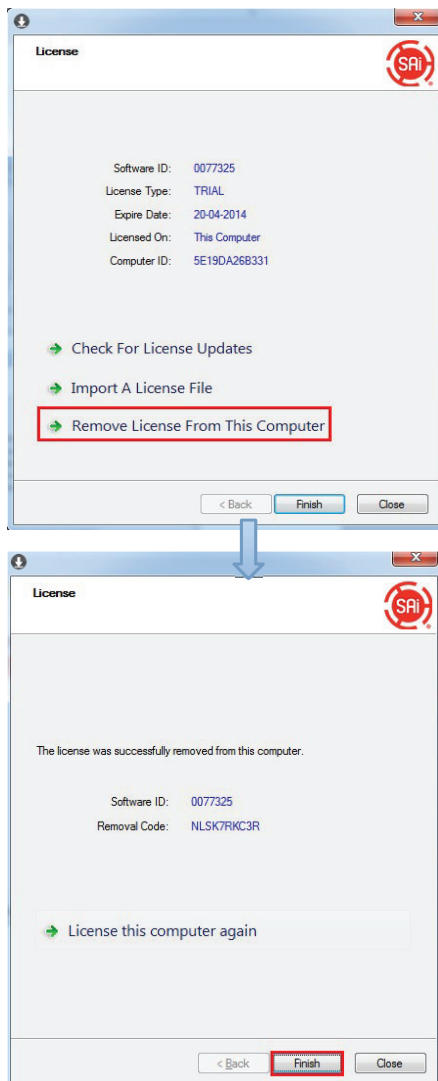 License
SAi
Software ID: 0077325
License Type: TRIAL
Expire Date: 20-04-2014
Licensed On: This Computer
Computer ID: 5E19DA26B331
Check For License Updates
Import A License File
Remove License From This Computer
< Back Finish Close
License
SAi
The license was successfully removed from this computer.
Software ID: 0077325
Removal Code: NLSK7RKC3R
License this computer again
< Back Finish Close